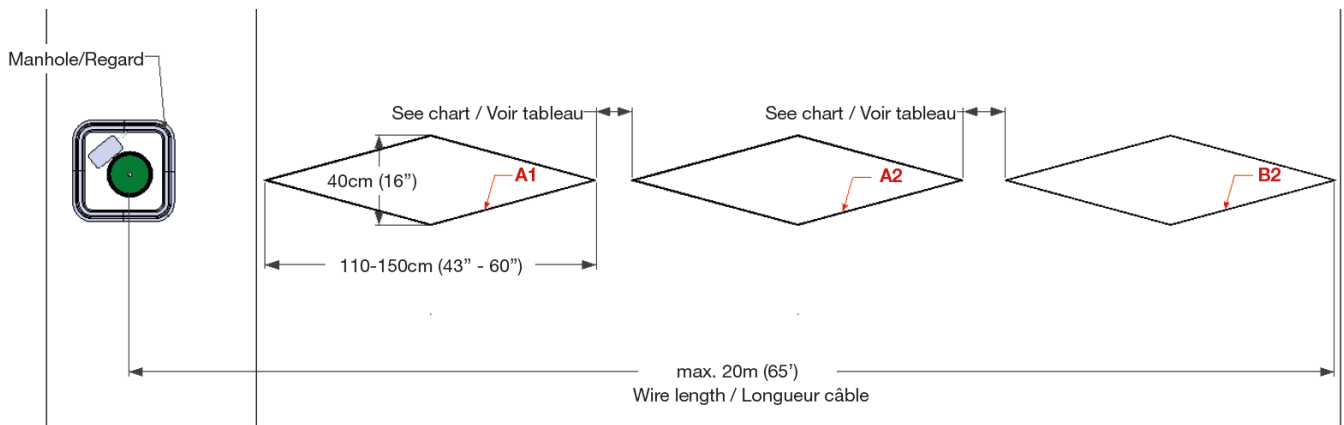 Manhole/Regard
See chart / Voir tableau
See chart / Voir tableau
40cm (16”)
A1
A2
B2
110-150cm (43” - 60”)
max. 20m (65’)
Wire length / Longueur câble